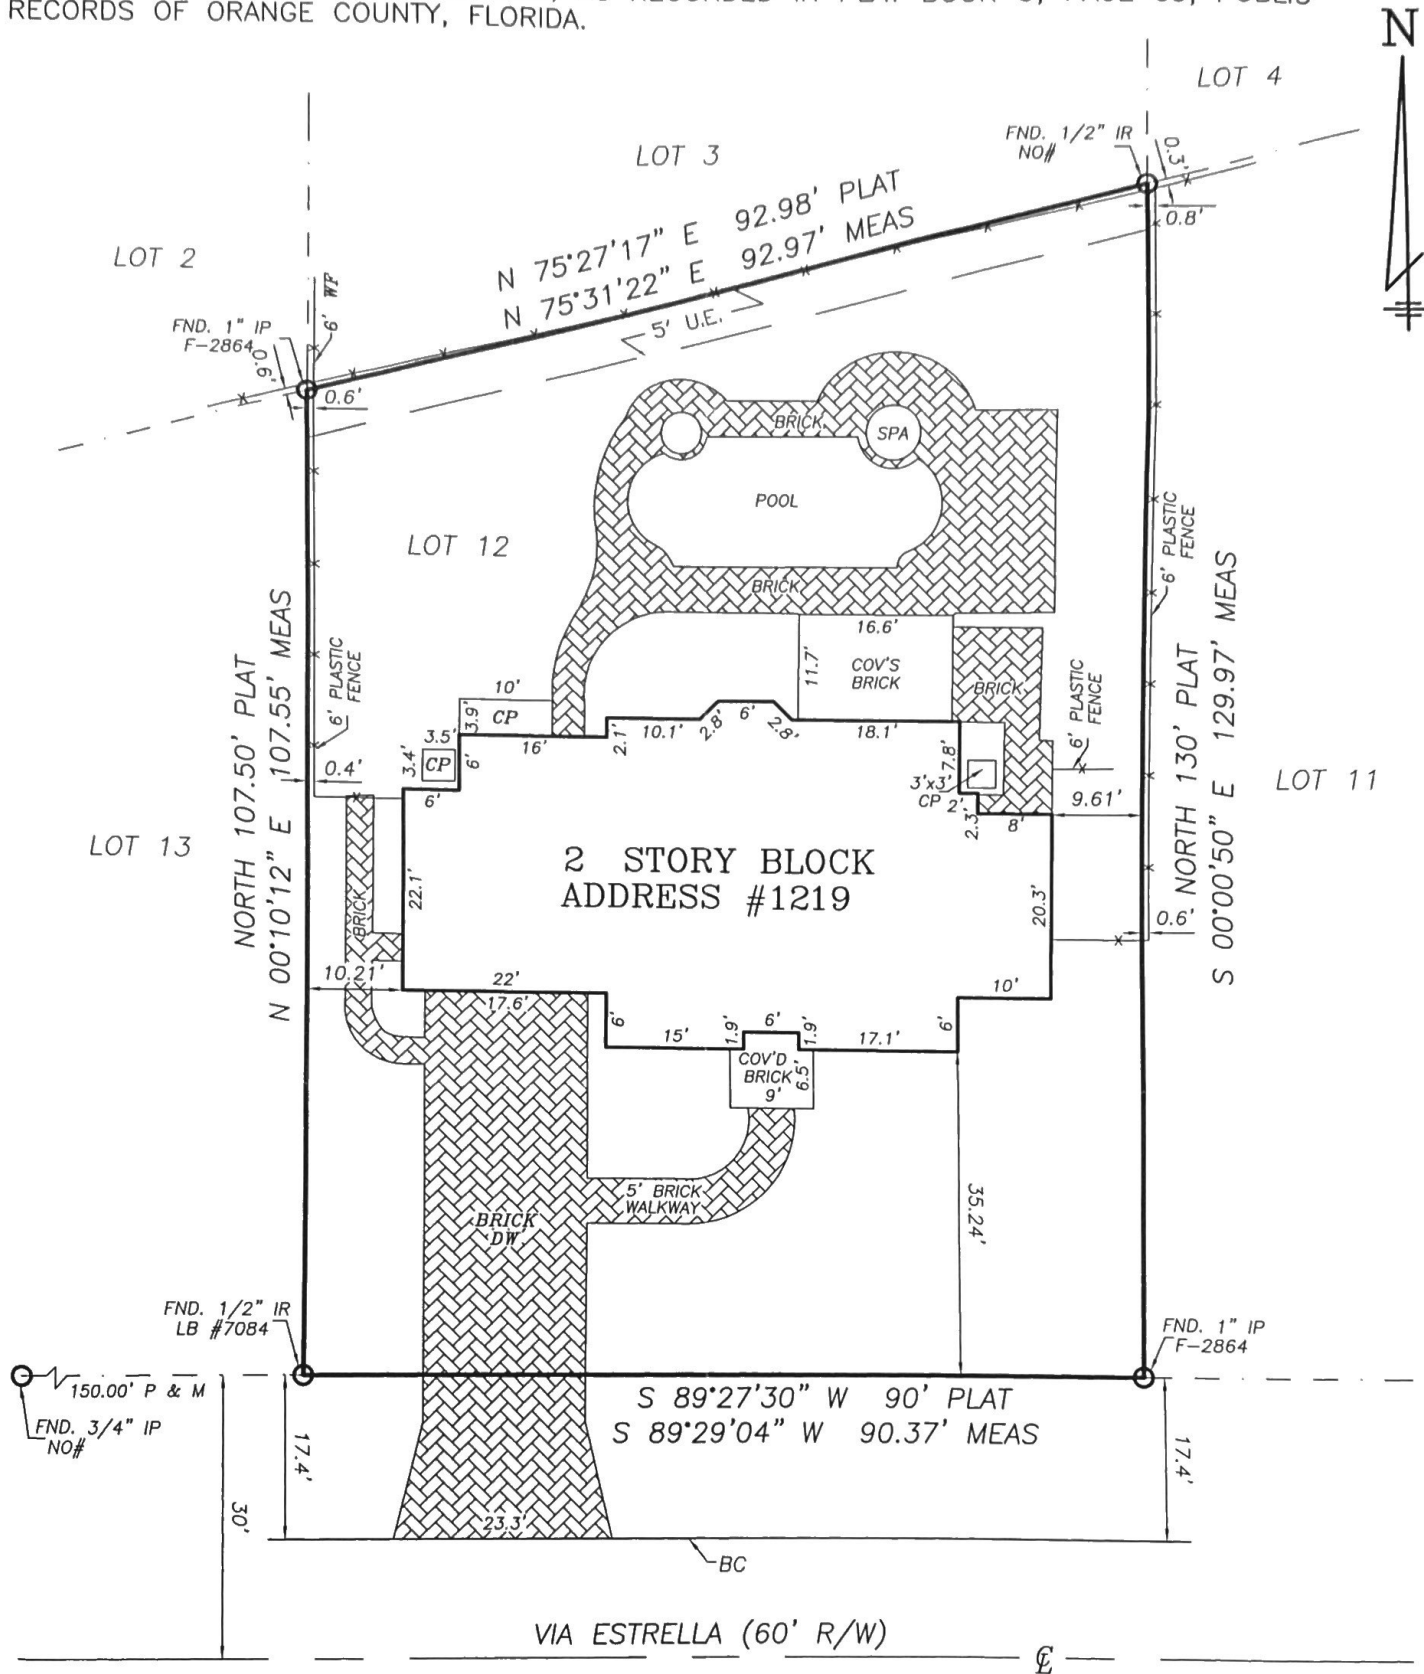 RECORDS OF ORANGE COUNTY, FLORIDA.
N
LOT 4
FND. 1/2" IR
NO#
0.3'
LOT 3
0.8'
N 75°27'17" E 92.98' PLAT
N 75°31'22" E 92.97' MEAS
LOT 2
6' WF
5' U.E.
FND. 1" IP
F-2864
0.6'
0.6'
BRICK
SPA
POOL
LOT 12
6' PLASTIC
FENCE
BRICK
NORTH 107.50' PLAT
N 00°10'12" E 107.55' MEAS
NORTH 130' PLAT
S 00°00'50" E 129.97' MEAS
16.6'
11.7'
COV'S
BRICK
BRICK
6' PLASTIC
FENCE
6' PLASTIC
FENCE
10'
3.9'
CP
3.5'
3.4'
CP
6'
16'
2.1'
10.1'
2.8'
6'
2.8'
18.1'
7.8'
3'x3'
CP
2'
2.3'
8'
9.61'
LOT 11
0.4'
6'
LOT 13
2 STORY BLOCK
ADDRESS #1219
22.1'
BRICK
20.3'
0.6'
10.21'
22'
17.6'
10'
6'
15'
1.9'
6'
1.9'
17.1'
6'
COV'D
BRICK
6.5'
9'
5' BRICK
WALKWAY
35.24'
BRICK
DW
FND. 1/2" IR
LB #7084
FND. 1" IP
F-2864
150.00' P & M
S 89°27'30" W 90' PLAT
S 89°29'04" W 90.37' MEAS
FND. 3/4" IP
NO#
17.4'
17.4'
30'
23.3'
BC
VIA ESTRELLA (60' R/W)
℄